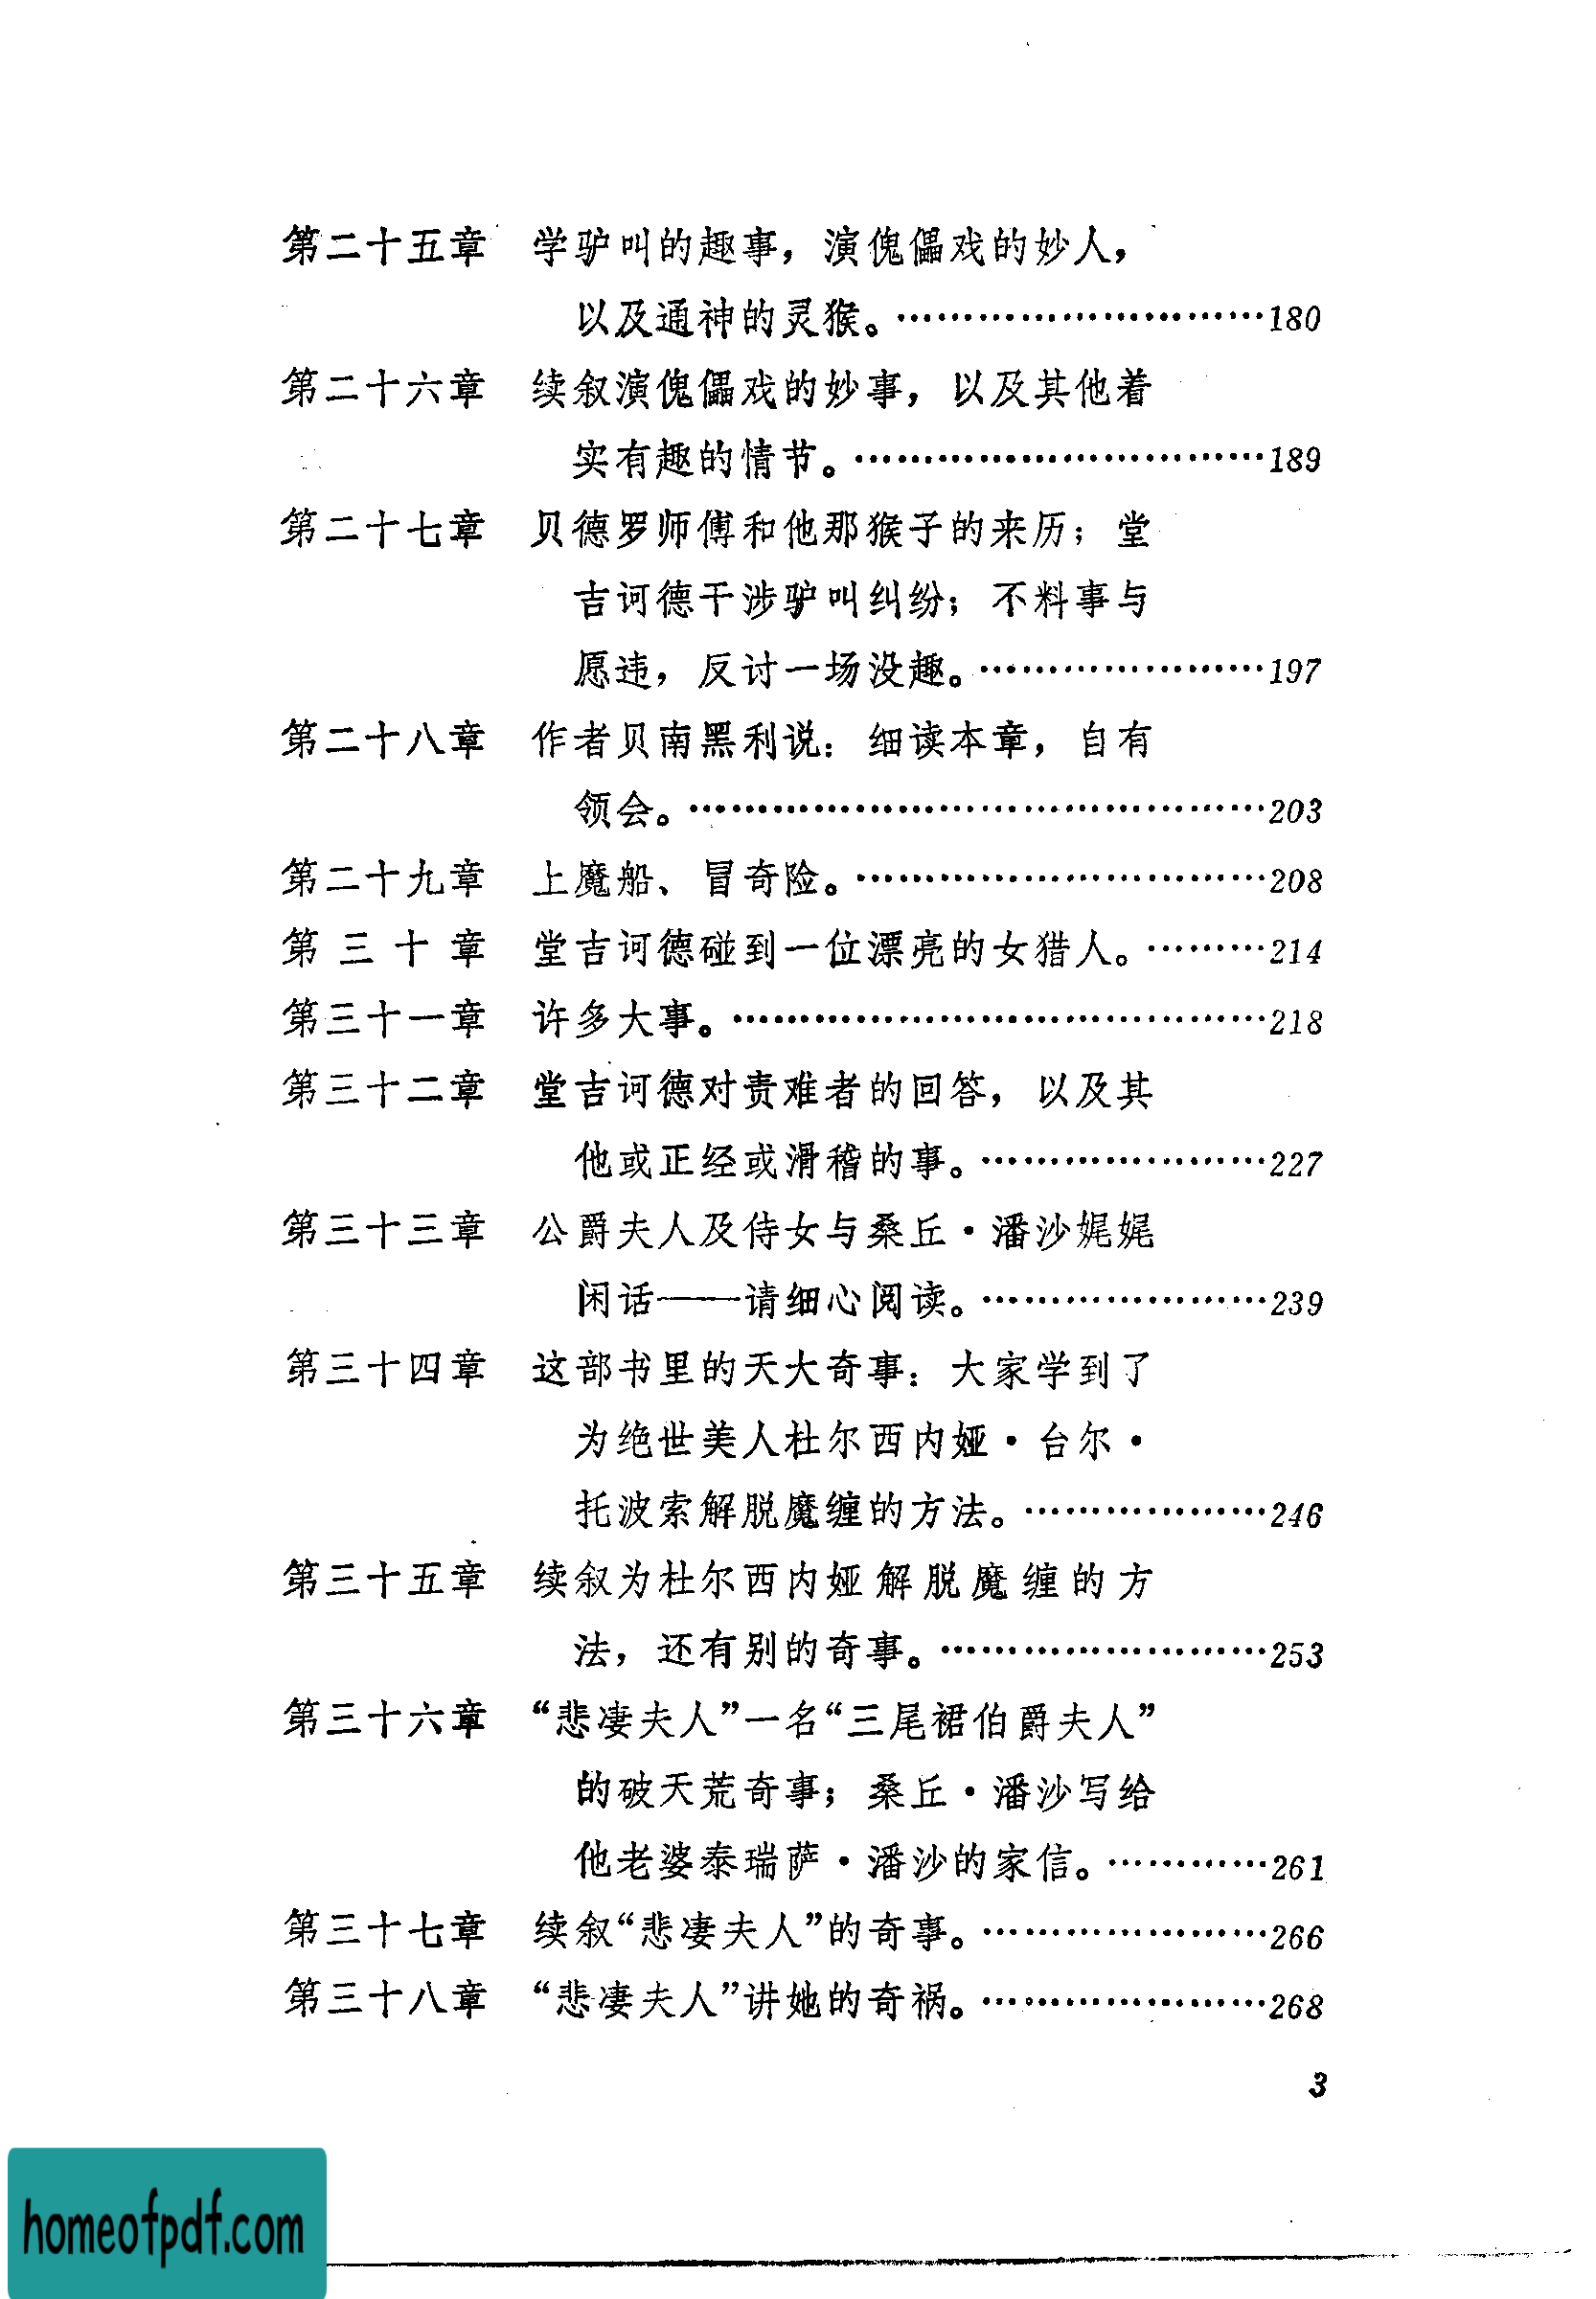 第二十五章 学驴叫的趣事，演傀儡戏的妙人，
以及通神的灵猴。…………………………180
第二十六章 续叙演傀儡戏的妙事，以及其他着
实有趣的情节。……………………………189
第二十七章 贝德罗师傅和他那猴子的来历；堂
吉诃德干涉驴叫纠纷；不料事与
愿违，反讨一场没趣。…………………197
第二十八章 作者贝南黑利说：细读本章，自有
领会。………………………………………203
第二十九章 上魔船、冒奇险。……………………………208
第三十章 堂吉诃德碰到一位漂亮的女猎人。………214
第三十一章 许多大事。……………………………………218
第三十二章 堂吉诃德对责难者的回答，以及其
他或正经或滑稽的事。…………………227
第三十三章 公爵夫人及侍女与桑丘·潘沙娓娓
闲话——请细心阅读。…………………239
第三十四章 这部书里的天大奇事：大家学到了
为绝世美人杜尔西内娅·台尔·
托波索解脱魔缠的方法。………………246
第三十五章 续叙为杜尔西内娅解脱魔缠的方
法，还有别的奇事。……………………253
第三十六章 “悲凄夫人”一名“三尾裙伯爵夫人”
的破天荒奇事；桑丘·潘沙写给
他老婆泰瑞萨·潘沙的家信。…………261
第三十七章 续叙“悲凄夫人”的奇事。…………………266
第三十八章 “悲凄夫人”讲她的奇祸。…………………268
3
homeofpdf.com